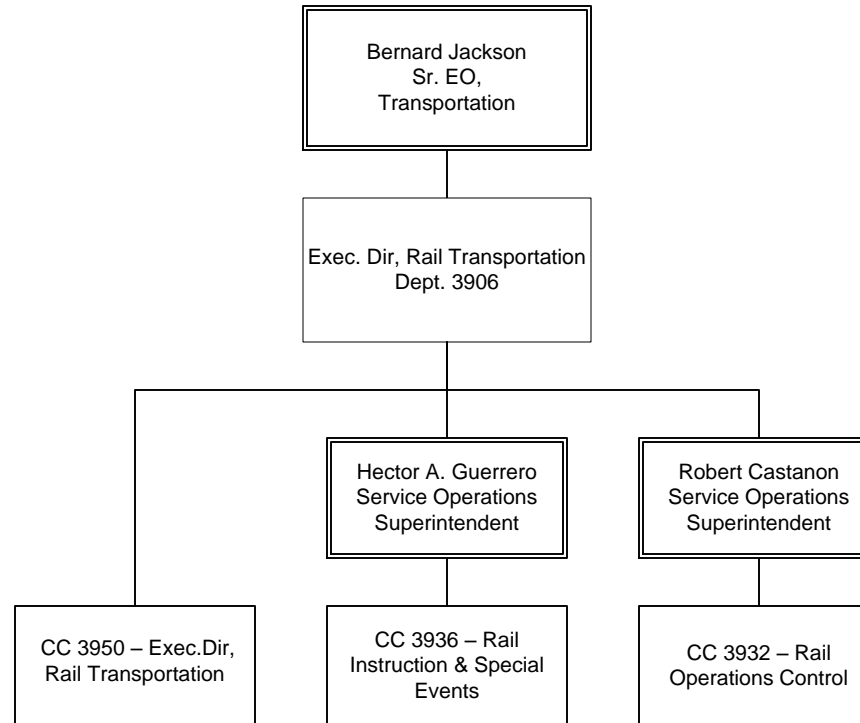 Bernard Jackson
Sr. EO,
Transportation
Exec. Dir, Rail Transportation
Dept. 3906
Hector A. Guerrero
Service Operations
Superintendent
Robert Castanon
Service Operations
Superintendent
CC 3950 – Exec.Dir,
Rail Transportation
CC 3936 – Rail
Instruction & Special
Events
CC 3932 – Rail
Operations Control